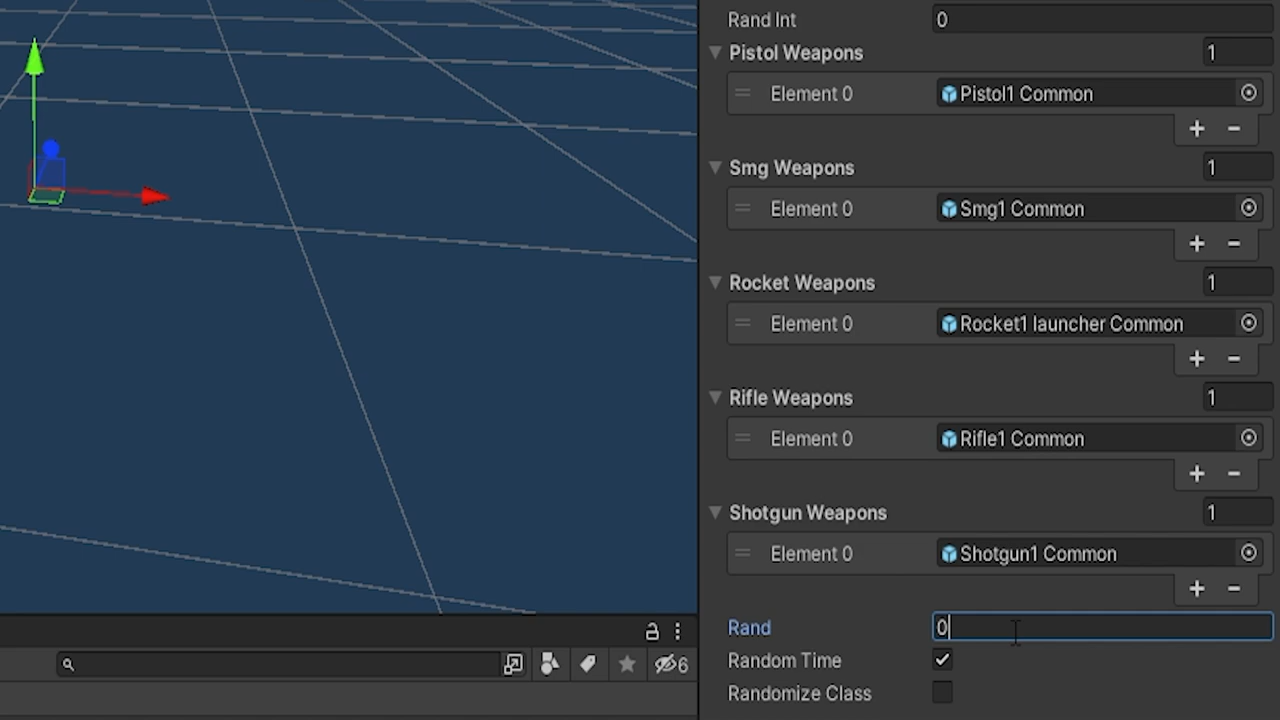 Rand Int 0
Pistol Weapons 1
Element 0 Pistol1 Common
Smg Weapons 1
Element 0 Smg1 Common
Rocket Weapons 1
Element 0 Rocket1 launcher Common
Rifle Weapons 1
Element 0 Rifle1 Common
Shotgun Weapons 1
Element 0 Shotgun1 Common
Rand 0
Random Time
Randomize Class
6